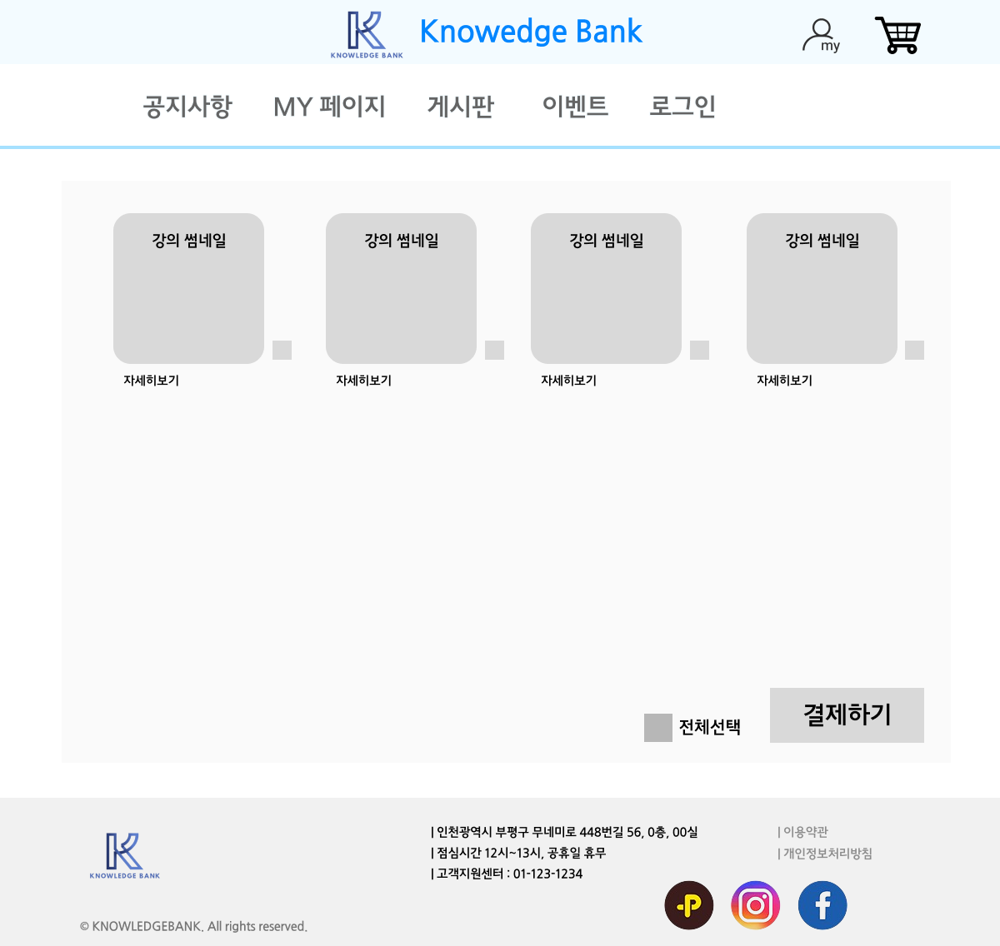 KNOWLEDGE BANK
Knowedge Bank
my
공지사항 MY 페이지 게시판 이벤트 로그인
강의 썸네일 강의 썸네일 강의 썸네일 강의 썸네일
자세히보기 자세히보기 자세히보기 자세히보기
전체선택
결제하기
KNOWLEDGE BANK
© KNOWLEDGEBANK. All rights reserved.
| 인천광역시 부평구 무네미로 448번길 56, 0층, 00실
| 점심시간 12시~13시, 공휴일 휴무
| 고객지원센터 : 01-123-1234
| 이용약관
| 개인정보처리방침